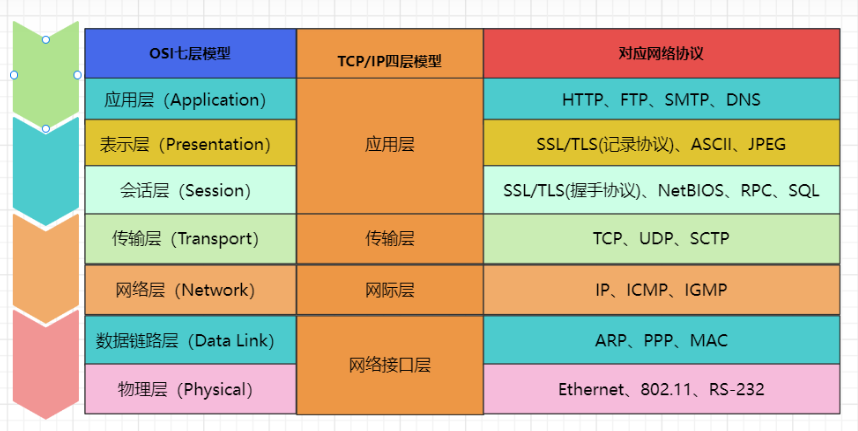 OSI七层模型 TCP/IP四层模型 对应网络协议
应用层（Application） 应用层 HTTP、FTP、SMTP、DNS
表示层（Presentation） SSL/TLS(记录协议)、ASCII、JPEG
会话层（Session） SSL/TLS(握手协议)、NetBIOS、RPC、SQL
传输层（Transport） 传输层 TCP、UDP、SCTP
网络层（Network） 网际层 IP、ICMP、IGMP
数据链路层（Data Link） 网络接口层 ARP、PPP、MAC
物理层（Physical） Ethernet、802.11、RS-232